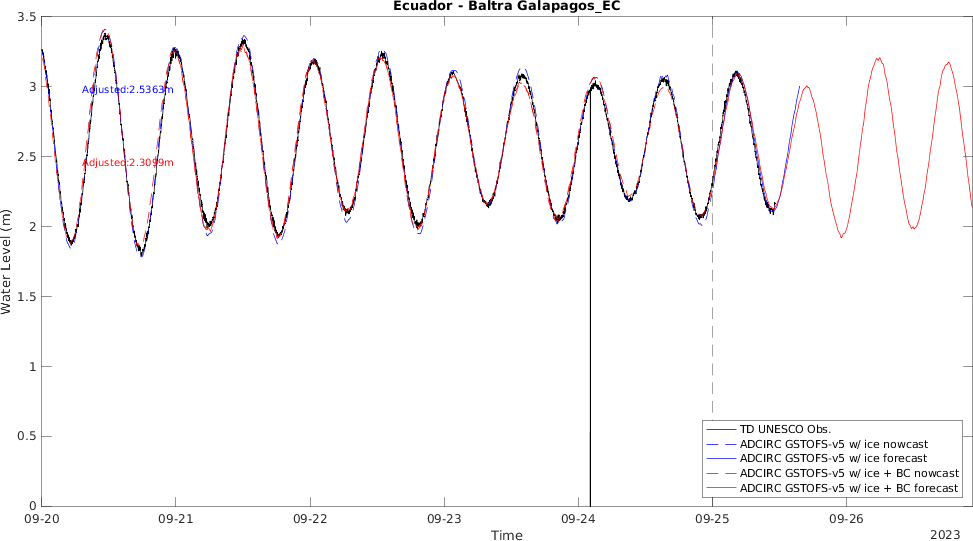 Ecuador - Baltra Galapagos_EC
3.5
3
2.5
2
1.5
1
0.5
0
Water Level (m)
Adjusted:2.5363m
Adjusted:2.3099m
TD UNESCO Obs.
ADCIRC GSTOFS-v5 w/ ice nowcast
ADCIRC GSTOFS-v5 w/ ice forecast
ADCIRC GSTOFS-v5 w/ ice + BC nowcast
ADCIRC GSTOFS-v5 w/ ice + BC forecast
09-20
09-21
09-22
09-23
09-24
09-25
09-26
Time
2023